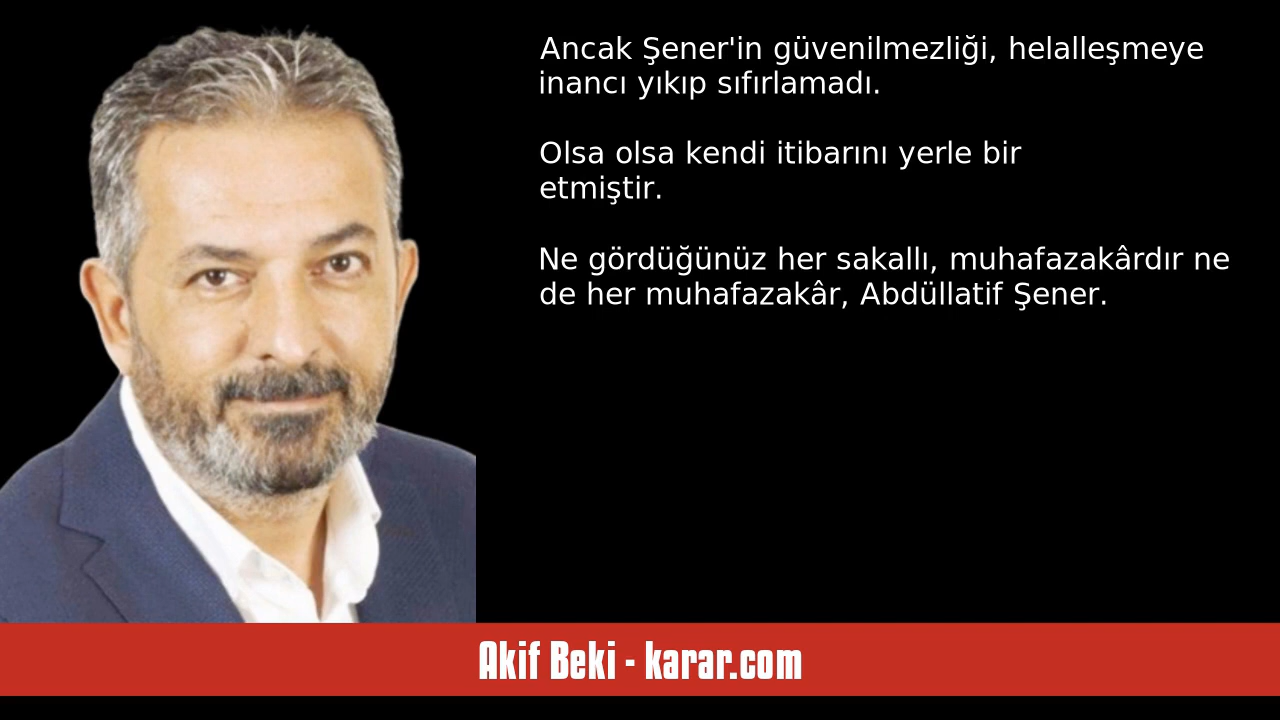 Ancak Şener'in güvenilmezliği, helalleşmeye
inancı yıkıp sıfırlamadı.
Olsa olsa kendi itibarını yerle bir
etmiştir.
Ne gördüğünüz her sakallı, muhafazakârdır ne
de her muhafazakâr, Abdüllatif Şener.
Akif Beki - karar.com